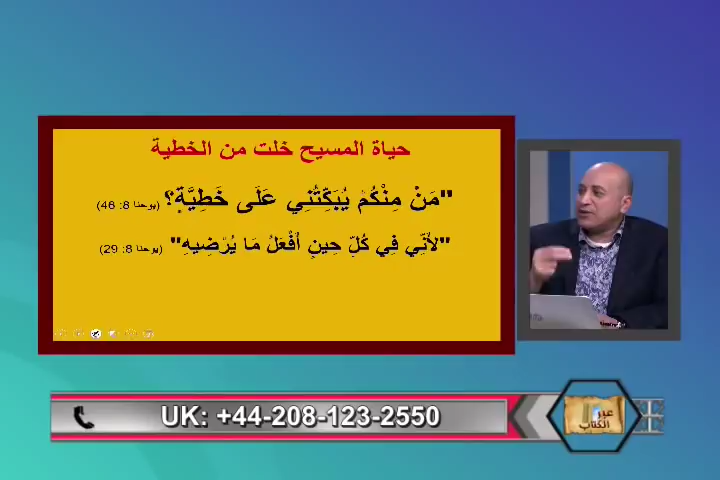 حياة المسيح خلت من الخطية
"مَنْ مِنْكُمْ يُبَكِّتُنِي عَلَى خَطِيَّةٍ؟ (يوحنا 8: 46)
"لأَنِّي فِي كُلِّ حِينٍ أَفْعَلُ مَا يُرْضِيهِ" (يوحنا 8: 29)
UK: +44-208-123-2550
عبر الكتاب